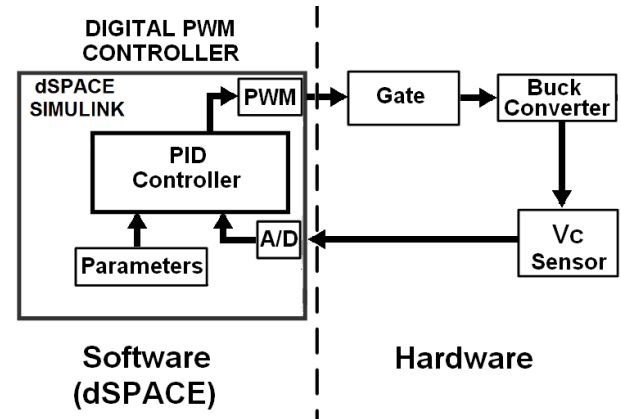 DIGITAL PWM
CONTROLLER
dSPACE
SIMULINK
PWM
Gate
Buck
Converter
PID
Controller
A/D
Vc
Sensor
Parameters
Software
(dSPACE)
Hardware